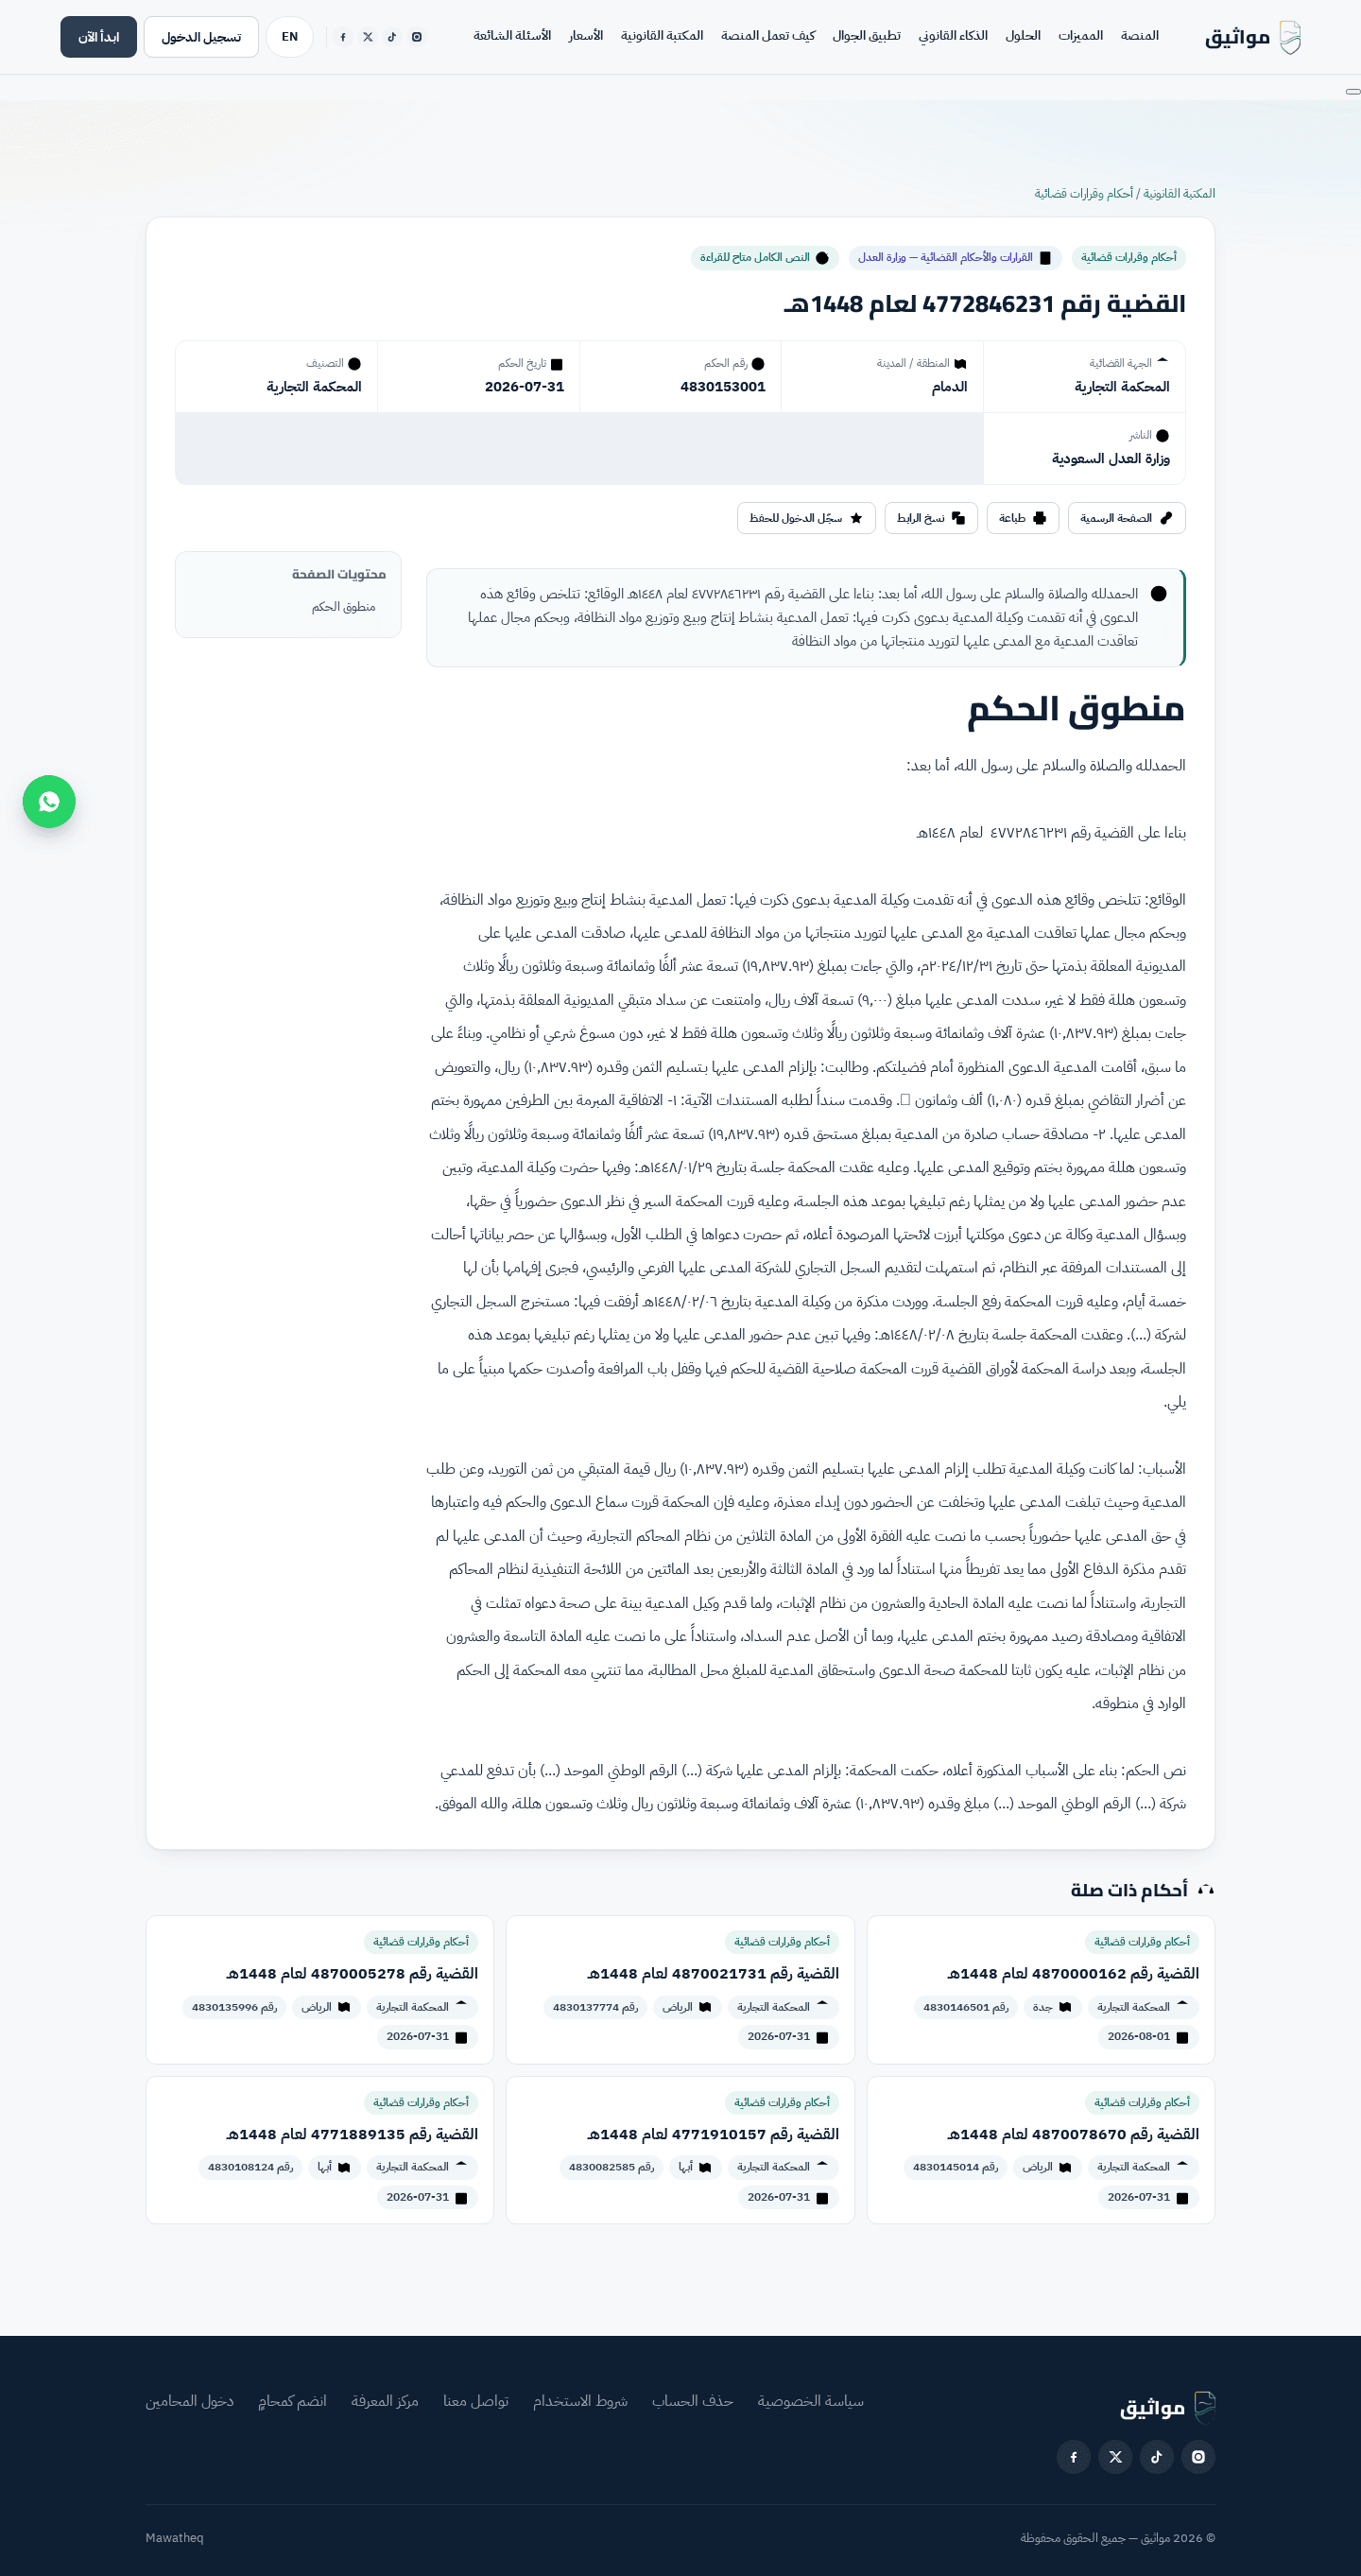 مواثيق
المنصة المميزات الحلول الذكاء القانوني تطبيق الجوال كيف تعمل المنصة المكتبة القانونية الأسعار الأسئلة الشائعة
EN تسجيل الدخول ابدأ الآن
المكتبة القانونية / أحكام وقرارات قضائية
أحكام وقرارات قضائية القرارات والأحكام القضائية — وزارة العدل النص الكامل متاح للقراءة
القضية رقم 4772846231 لعام 1448هـ
الجهة القضائية المنطقة / المدينة رقم الحكم تاريخ الحكم التصنيف
المحكمة التجارية الدمام 4830153001 2026-07-31 المحكمة التجارية
الناشر
وزارة العدل السعودية
الصفحة الرسمية طباعة نسخ الرابط سجّل الدخول للحفظ
محتويات الصفحة
منطوق الحكم
الحمدلله والصلاة والسلام على رسول الله، أما بعد: بناءا على القضية رقم ٤٧٧٢٨٤٦٢٣١ لعام ١٤٤٨هـ الوقائع: تتلخص وقائع هذه
الدعوى في أنه تقدمت وكيلة المدعية بدعوى ذكرت فيها: تعمل المدعية بنشاط إنتاج وبيع وتوزيع مواد النظافة، وبحكم مجال عملها
تعاقدت المدعية مع المدعى عليها لتوريد منتجاتها من مواد النظافة
منطوق الحكم
الحمدلله والصلاة والسلام على رسول الله، أما بعد:
بناءا على القضية رقم ٤٧٧٢٨٤٦٢٣١ لعام ١٤٤٨هـ
الوقائع: تتلخص وقائع هذه الدعوى في أنه تقدمت وكيلة المدعية بدعوى ذكرت فيها: تعمل المدعية بنشاط إنتاج وبيع وتوزيع مواد النظافة،
وبحكم مجال عملها تعاقدت المدعية مع المدعى عليها لتوريد منتجاتها من مواد النظافة للمدعى عليها، صادقت المدعى عليها على
المديونية المعلقة بذمتها حتى تاريخ ٢٠٢٤/١٢/٣١م، والتي جاءت بمبلغ (١٩,٨٣٧.٩٣) تسعة عشر ألفًا وثمانمائة وسبعة وثلاثون ريالًا وثلاث
وتسعون هللة فقط لا غير، سددت المدعى عليها مبلغ (٩,٠٠٠) تسعة آلاف ريال، وامتنعت عن سداد متبقي المديونية المعلقة بذمتها، والتي
جاءت بمبلغ (١٠,٨٣٧.٩٣) عشرة آلاف وثمانمائة وسبعة وثلاثون ريالًا وثلاث وتسعون هللة فقط لا غير، دون مسوغ شرعي أو نظامي. وبناءً على
ما سبق، أقامت المدعية الدعوى المنظورة أمام فضيلتكم. وطالبت: بإلزام المدعى عليها بـتسليم الثمن وقدره (١٠,٨٣٧.٩٣) ريال، والتعويض
عن أضرار التقاضي بمبلغ قدره (١,٠٨٠) ألف وثمانون . وقدمت سنداً لطلبه المستندات الآتية: ١- الاتفاقية المبرمة بين الطرفين ممهورة بختم
المدعى عليها. ٢- مصادقة حساب صادرة من المدعية بمبلغ مستحق قدره (١٩,٨٣٧.٩٣) تسعة عشر ألفًا وثمانمائة وسبعة وثلاثون ريالًا وثلاث
وتسعون هللة ممهورة بختم وتوقيع المدعى عليها. وعليه عقدت المحكمة جلسة بتاريخ ١٤٤٨/٠١/٢٩هـ: وفيها حضرت وكيلة المدعية، وتبين
عدم حضور المدعى عليها ولا من يمثلها رغم تبليغها بموعد هذه الجلسة، وعليه قررت المحكمة السير في نظر الدعوى حضورياً في حقها،
وبسؤال المدعية وكالة عن دعوى موكلتها أبرزت لائحتها المرصودة أعلاه، ثم حصرت دعواها في الطلب الأول، وبسؤالها عن حصر بياناتها أحالت
إلى المستندات المرفقة عبر النظام، ثم استمهلت لتقديم السجل التجاري للشركة المدعى عليها الفرعي والرئيسي، فجرى إفهامها بأن لها
خمسة أيام، وعليه قررت المحكمة رفع الجلسة. ووردت مذكرة من وكيلة المدعية بتاريخ ١٤٤٨/٠٢/٠٦هـ أرفقت فيها: مستخرج السجل التجاري
لشركة (...). وعقدت المحكمة جلسة بتاريخ ١٤٤٨/٠٢/٠٨هـ: وفيها تبين عدم حضور المدعى عليها ولا من يمثلها رغم تبليغها بموعد هذه
الجلسة، وبعد دراسة المحكمة لأوراق القضية قررت المحكمة صلاحية القضية للحكم فيها وقفل باب المرافعة وأصدرت حكمها مبنياً على ما
يلي.
الأسباب: لما كانت وكيلة المدعية تطلب إلزام المدعى عليها بـتسليم الثمن وقدره (١٠,٨٣٧.٩٣) ريال قيمة المتبقي من ثمن التوريد، وعن طلب
المدعية وحيث تبلغت المدعى عليها وتخلفت عن الحضور دون إبداء معذرة، وعليه فإن المحكمة قررت سماع الدعوى والحكم فيه واعتبارها
في حق المدعى عليها حضورياً بحسب ما نصت عليه الفقرة الأولى من المادة الثلاثين من نظام المحاكم التجارية، وحيث أن المدعى عليها لم
تقدم مذكرة الدفاع الأولى مما يعد تفريطاً منها استناداً لما ورد في المادة الثالثة والأربعين بعد المائتين من اللائحة التنفيذية لنظام المحاكم
التجارية، واستناداً لما نصت عليه المادة الحادية والعشرون من نظام الإثبات، ولما قدم وكيل المدعية بينة على صحة دعواه تمثلت في
الاتفاقية ومصادقة رصيد ممهورة بختم المدعى عليها، وبما أن الأصل عدم السداد، واستناداً على ما نصت عليه المادة التاسعة والعشرون
من نظام الإثبات، عليه يكون ثابتا للمحكمة صحة الدعوى واستحقاق المدعية للمبلغ محل المطالبة، مما تنتهي معه المحكمة إلى الحكم
الوارد في منطوقه.
نص الحكم: بناء على الأسباب المذكورة أعلاه، حكمت المحكمة: بإلزام المدعى عليها شركة (...) الرقم الوطني الموحد (...) بأن تدفع للمدعي
شركة (...) الرقم الوطني الموحد (...) مبلغ وقدره (١٠,٨٣٧.٩٣) عشرة آلاف وثمانمائة وسبعة وثلاثون ريال وثلاث وتسعون هللة، والله الموفق.
أحكام ذات صلة
أحكام وقرارات قضائية أحكام وقرارات قضائية أحكام وقرارات قضائية
القضية رقم 4870000162 لعام 1448هـ القضية رقم 4870021731 لعام 1448هـ القضية رقم 4870005278 لعام 1448هـ
المحكمة التجارية جدة رقم 4830146501 المحكمة التجارية الرياض رقم 4830137774 المحكمة التجارية الرياض رقم 4830135996
2026-08-01 2026-07-31 2026-07-31
أحكام وقرارات قضائية أحكام وقرارات قضائية أحكام وقرارات قضائية
القضية رقم 4870078670 لعام 1448هـ القضية رقم 4771910157 لعام 1448هـ القضية رقم 4771889135 لعام 1448هـ
المحكمة التجارية الرياض رقم 4830145014 المحكمة التجارية أبها رقم 4830082585 المحكمة التجارية أبها رقم 4830108124
2026-07-31 2026-07-31 2026-07-31
مواثيق
سياسة الخصوصية حذف الحساب شروط الاستخدام تواصل معنا مركز المعرفة انضم كمحامٍ دخول المحامين
© 2026 مواثيق — جميع الحقوق محفوظة Mawatheq